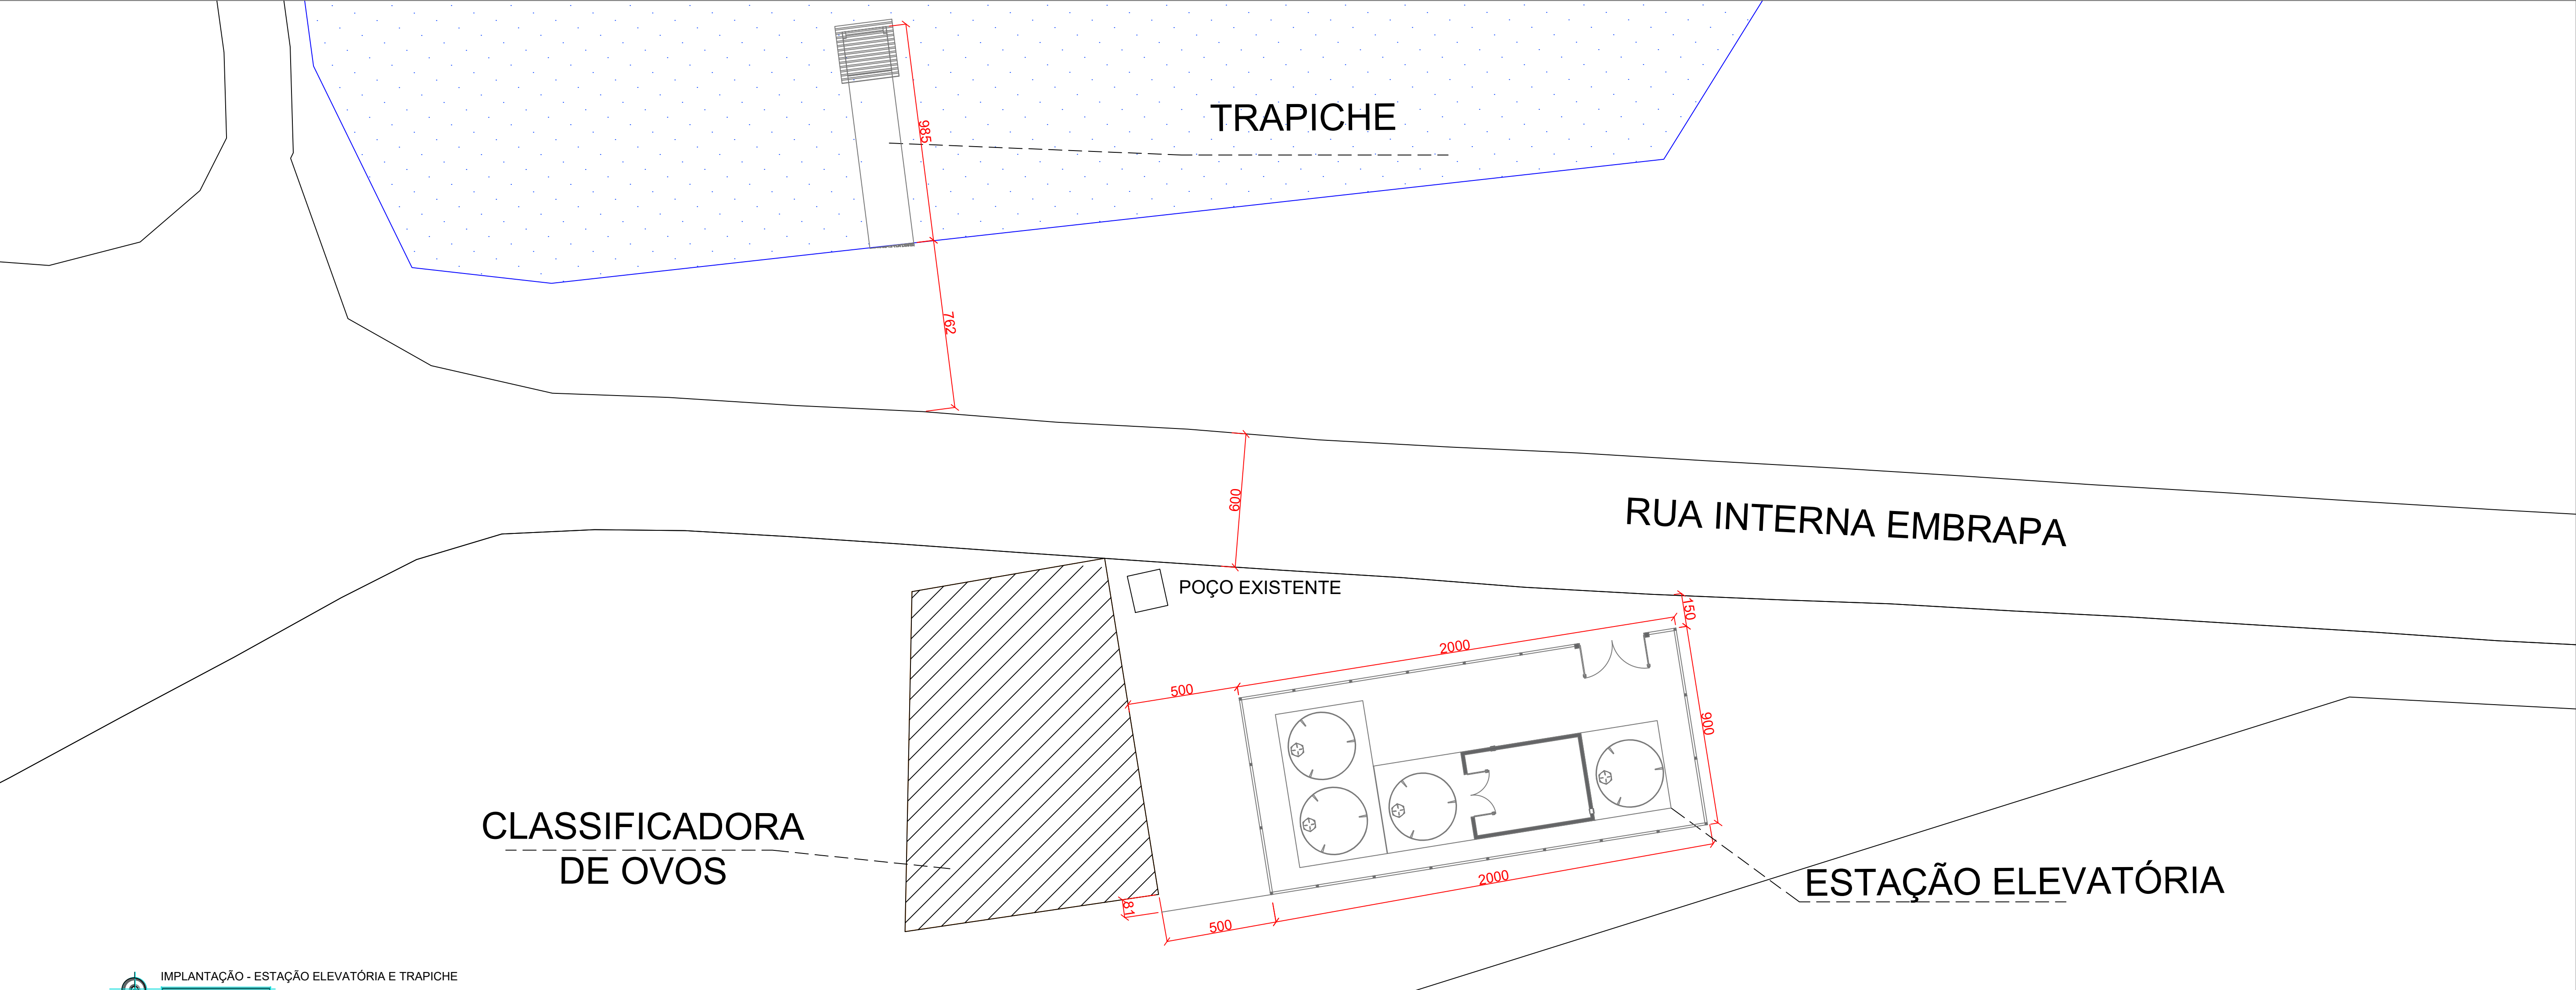 985
TRAPICHE
762
600
RUA INTERNA EMBRAPA
POÇO EXISTENTE
150
2000
500
900
CLASSIFICADORA
DE OVOS
2000
ESTAÇÃO ELEVATÓRIA
81
500
IMPLANTAÇÃO - ESTAÇÃO ELEVATÓRIA E TRAPICHE